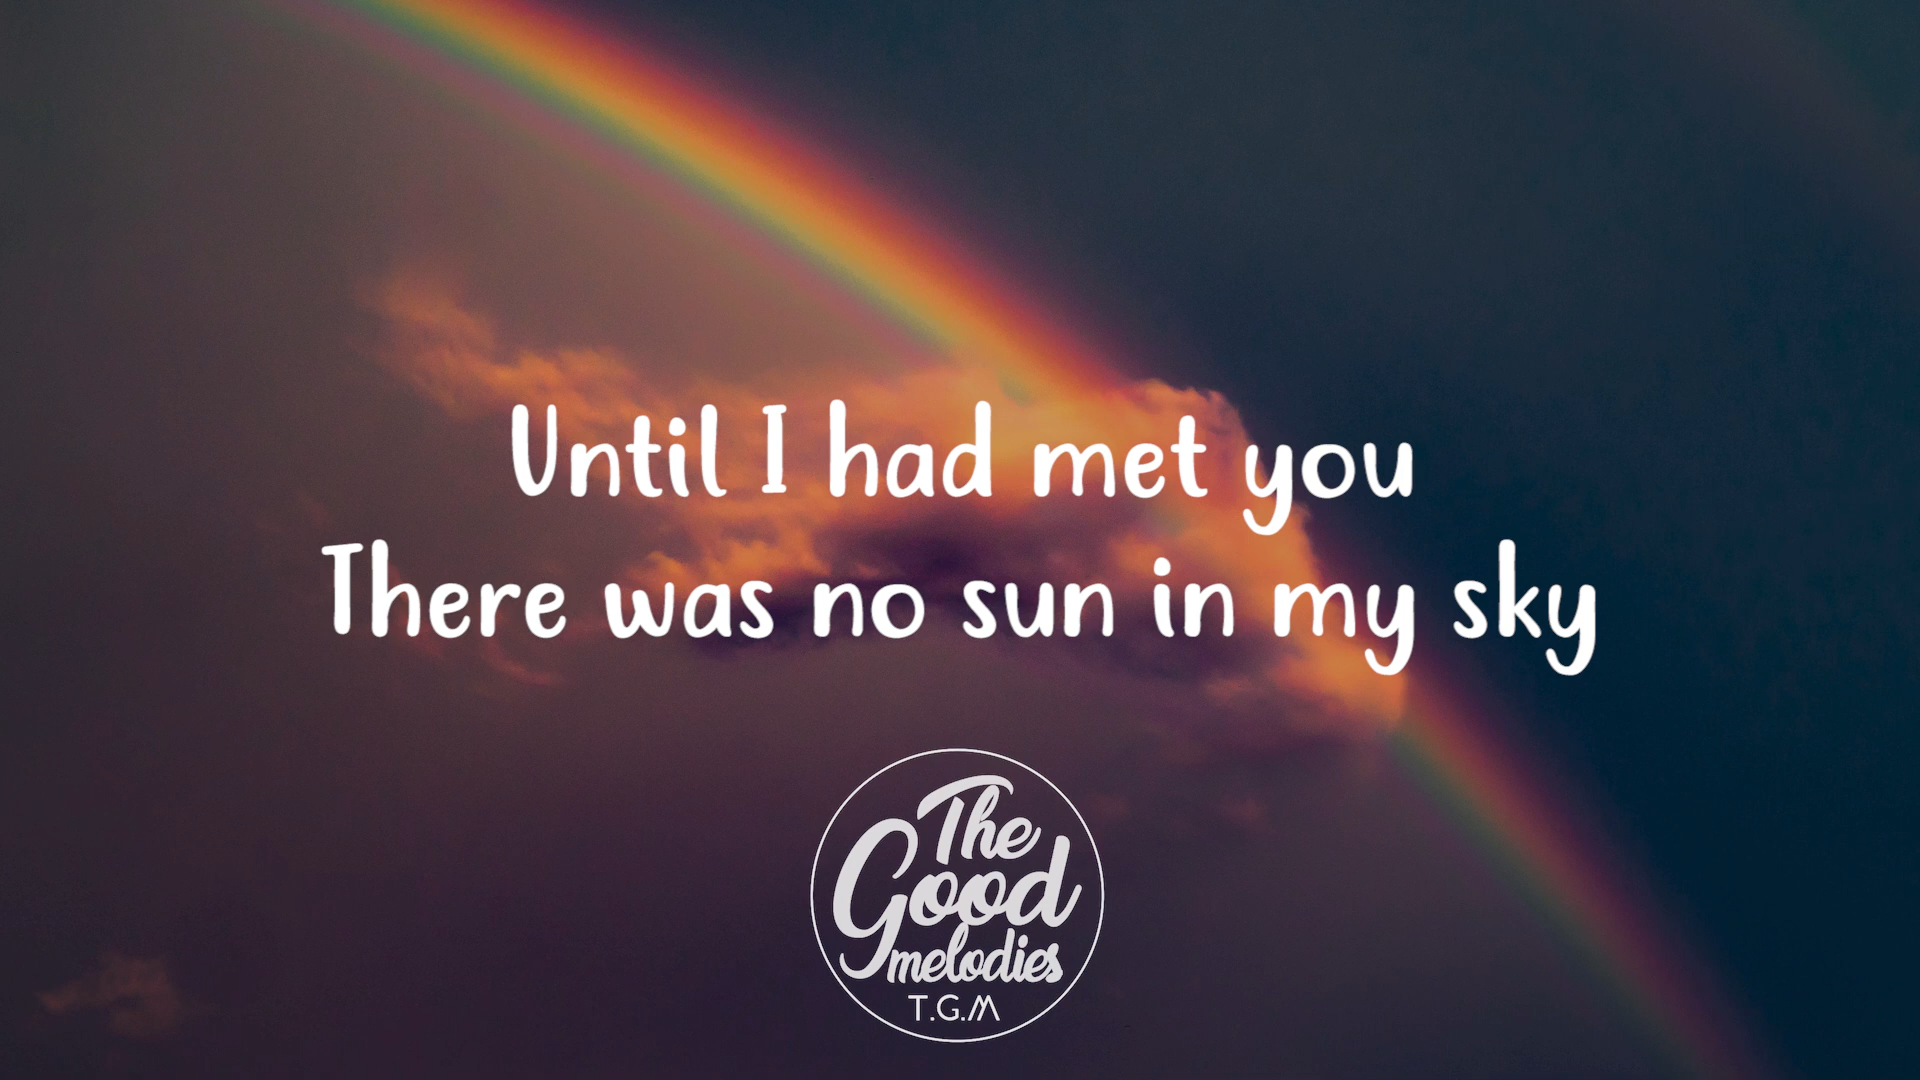 Until I had met you
There was no sun in my sky
The
Good
melodies
T.G.M